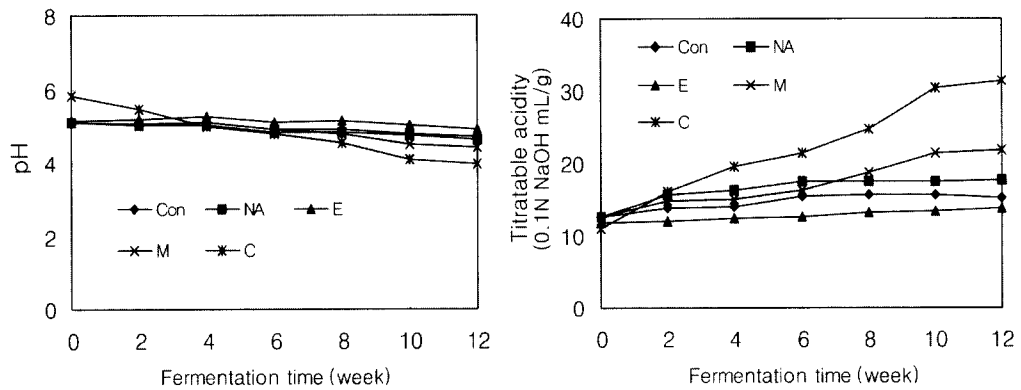 8
6
4
2
0
pH
Con
NA
E
M
C
0 2 4 6 8 10 12
Fermentation time (week)
40
30
20
10
0
Titratable acidity
(0.1N NaOH mL/g)
Con
NA
E
M
C
0 2 4 6 8 10 12
Fermentation time (week)